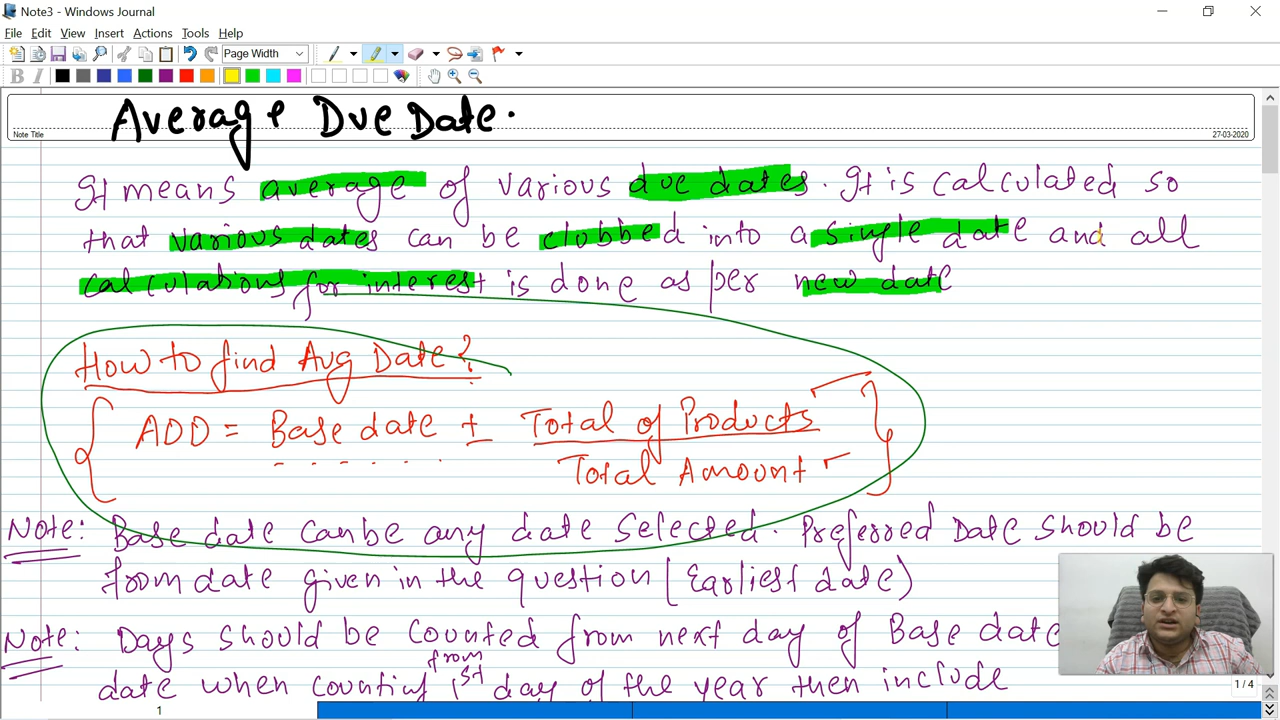 Note3 - Windows Journal
File Edit View Insert Actions Tools Help
Page Width
B I
Average Due Date.
Note Title
27-03-2020
It means average of various due dates. It is calculated so
that various dates can be clubbed into a single date and all
calculations for interest is done as per new date
How to find Avg Date?
ADD = Base date ± Total of Products
Total Amount
Note: Base date can be any date selected. Preferred Date should be
from date given in the question (Earliest date)
Note: Days should be counted from next day of Base date
from
date when counting 1st day of the year then include
1 / 4
1